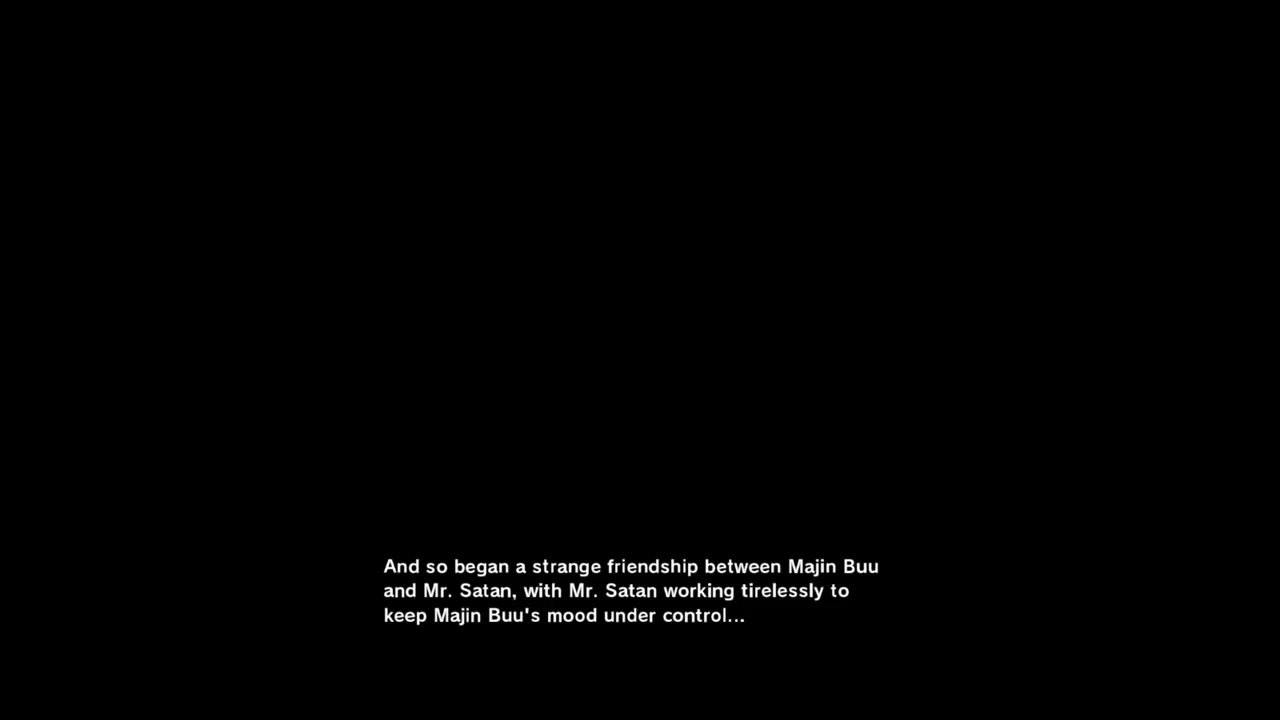 And so began a strange friendship between Majin Buu
and Mr. Satan, with Mr. Satan working tirelessly to
keep Majin Buu's mood under control...